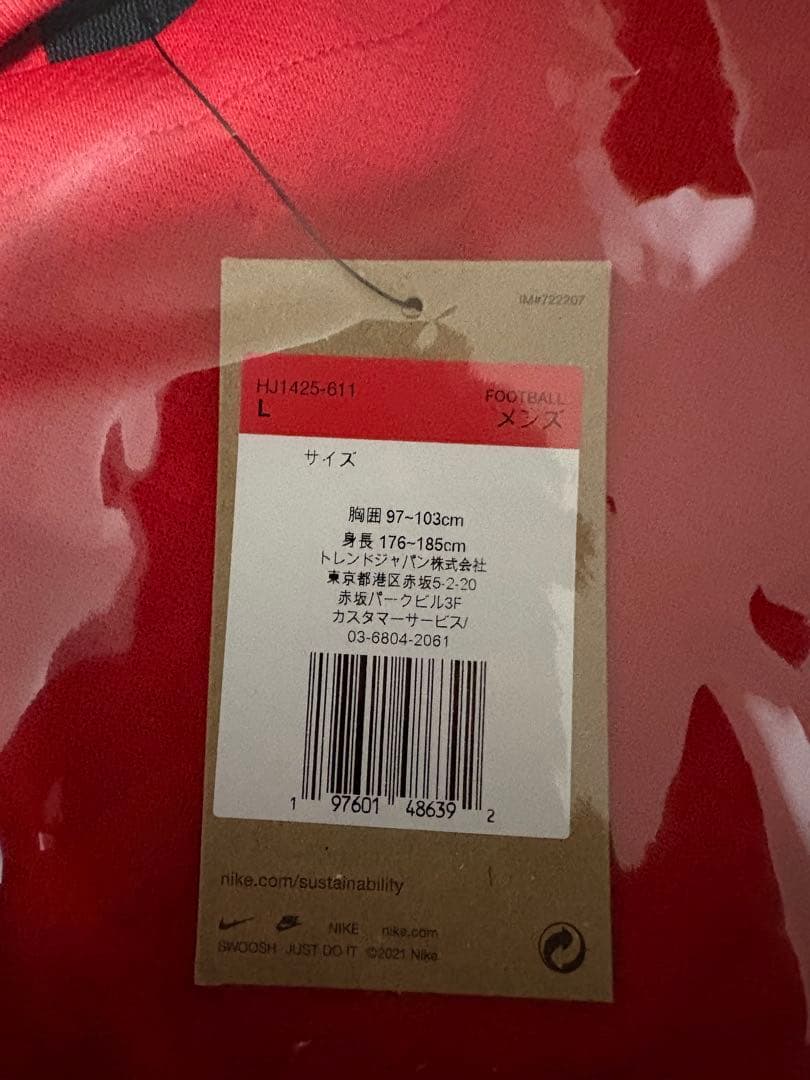 IM#722207
HJ1425-611
L
FOOTBALL
メンズ
サイズ
胸囲 97~103cm
身長 176~185cm
トレンドジャパン株式会社
東京都港区赤坂5-2-20
赤坂パークビル3F
カスタマーサービス/
03-6804-2061
1 97601 48639 2
nike.com/sustainability
NIKE nike.com
SWOOSH JUST DO IT ©2021 Nike